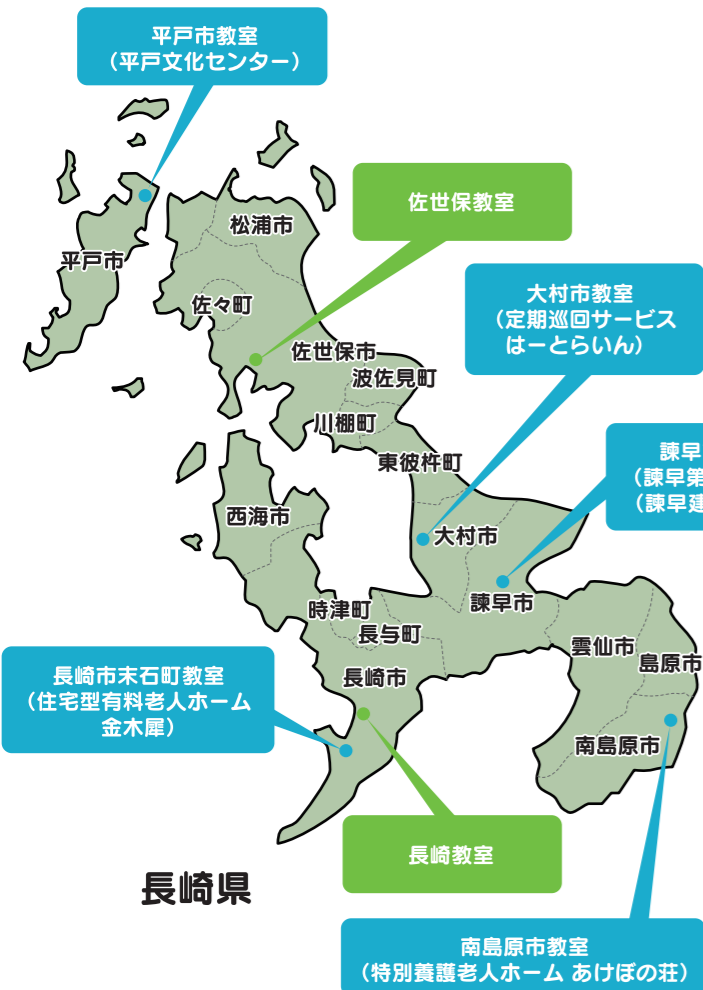 平戸市教室
（平戸文化センター）
佐世保教室
松浦市
平戸市
大村市教室
（定期巡回サービス
はーとらいん）
佐々町
佐世保市
波佐見町
川棚町
東彼杵町
諫早
（諫早第
（諫早建
西海市
大村市
諫早市
時津町
長与町
雲仙市
島原市
長崎市
長崎市末石町教室
（住宅型有料老人ホーム
金木犀）
南島原市
長崎教室
長崎県
南島原市教室
（特別養護老人ホーム あけぼの荘）